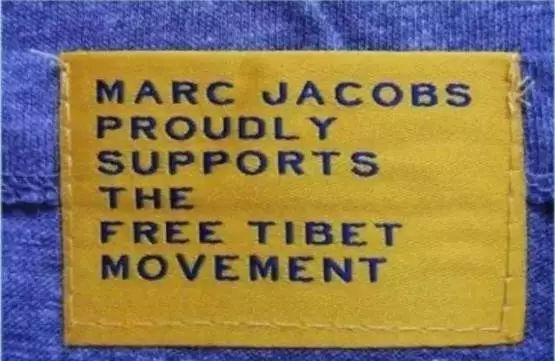 MARC JACOBS
PROUDLY
SUPPORTS
THE
FREE TIBET
MOVEMENT